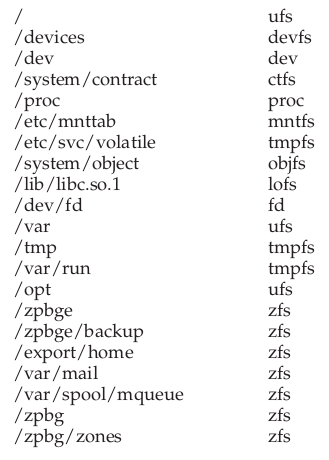 / ufs
/devices devfs
/dev dev
/system/contract ctfs
/proc proc
/etc/mnttab mntfs
/etc/svc/volatile tmpfs
/system/object objfs
/lib/libc.so.1 lofs
/dev/fd fd
/var ufs
/tmp tmpfs
/var/run tmpfs
/opt ufs
/zpbge zfs
/zpbge/backup zfs
/export/home zfs
/var/mail zfs
/var/spool/mqueue zfs
/zpbg zfs
/zpbg/zones zfs